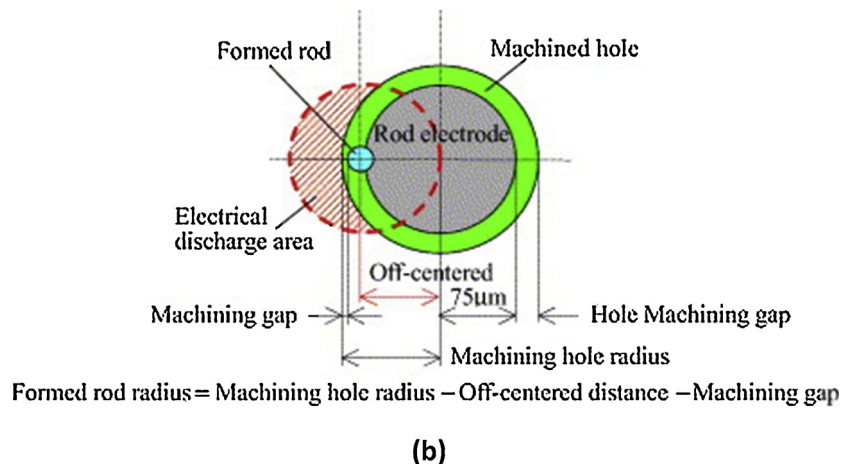 Formed rod
Machined hole
Rod electrode
Electrical
discharge area
Off-centered
75μm
Machining gap
Hole Machining gap
Machining hole radius
Formed rod radius= Machining hole radius −Off-centered distance −Machining gap
(b)